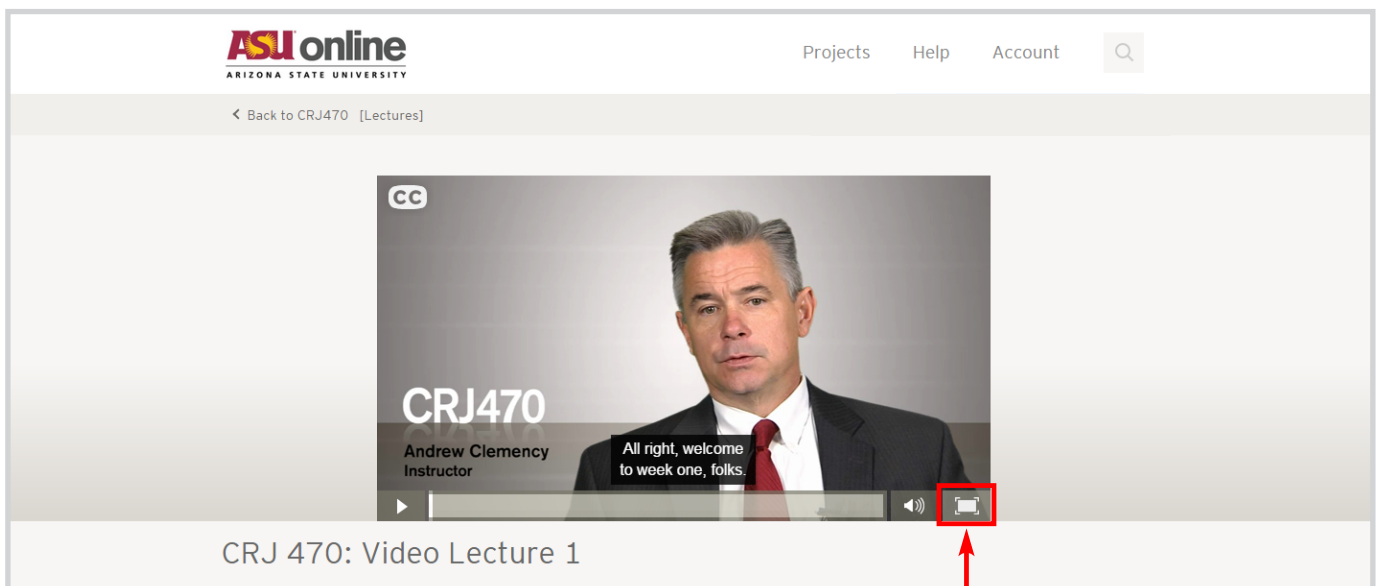 ASU online
ARIZONA STATE UNIVERSITY
Projects Help Account
Back to CRJ470 [Lectures]
CC
CRJ470
Andrew Clemency
Instructor
All right, welcome
to week one, folks.
CRJ 470: Video Lecture 1